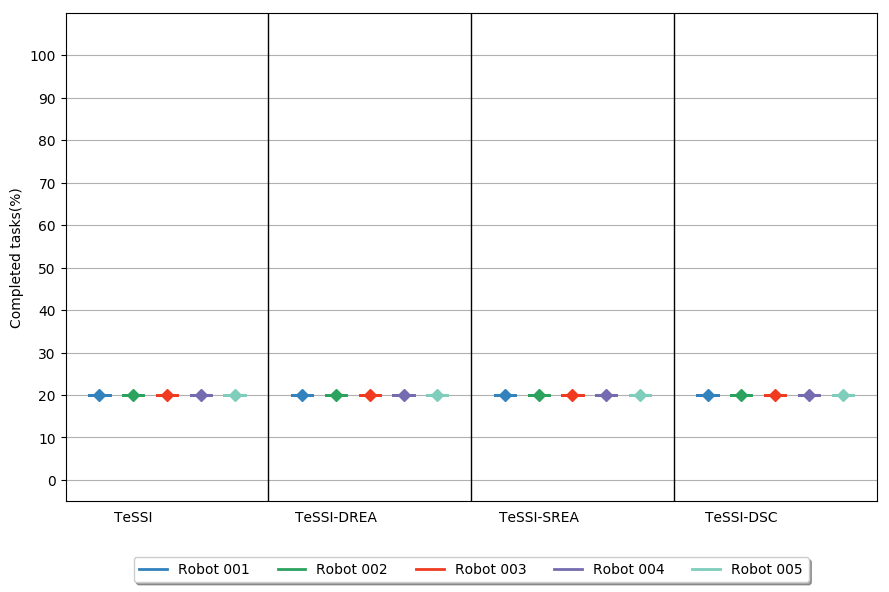 100
90
80
70
60
50
40
30
20
10
0
Completed tasks(%)
TeSSI
TeSSI-DREA
TeSSI-SREA
TeSSI-DSC
Robot 001
Robot 002
Robot 003
Robot 004
Robot 005